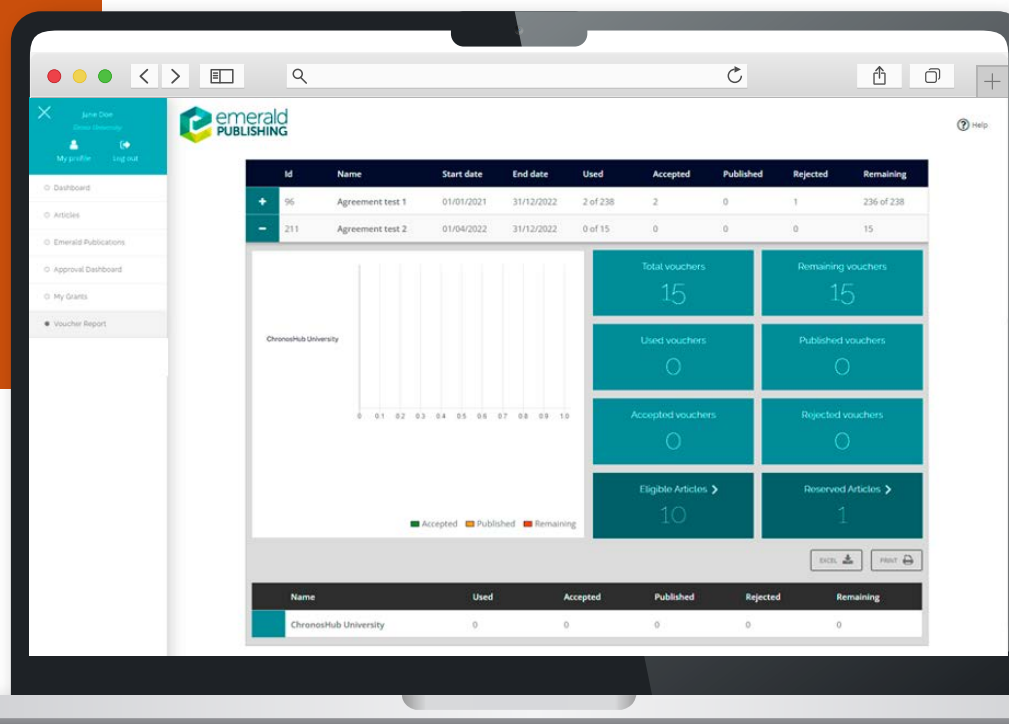 June Doe
Demo University
My profile Log out
Dashboard
Articles
Emerald Publications
Approval Dashboard
My Grants
Voucher Report
emerald
PUBLISHING
? Help
Id Name Start date End date Used Accepted Published Rejected Remaining
+ 96 Agreement test 1 01/01/2021 31/12/2022 2 of 238 2 0 1 236 of 238
− 211 Agreement test 2 01/04/2022 31/12/2022 0 of 15 0 0 0 15
ChronosHub University
0 0.1 0.2 0.3 0.4 0.5 0.6 0.7 0.8 0.9 1.0
Accepted Published Remaining
Total vouchers
15
Remaining vouchers
15
Used vouchers
0
Published vouchers
0
Accepted vouchers
0
Rejected vouchers
0
Eligible Articles >
10
Reserved Articles >
1
EXCEL
PRINT
Name Used Accepted Published Rejected Remaining
ChronosHub University 0 0 0 0 0